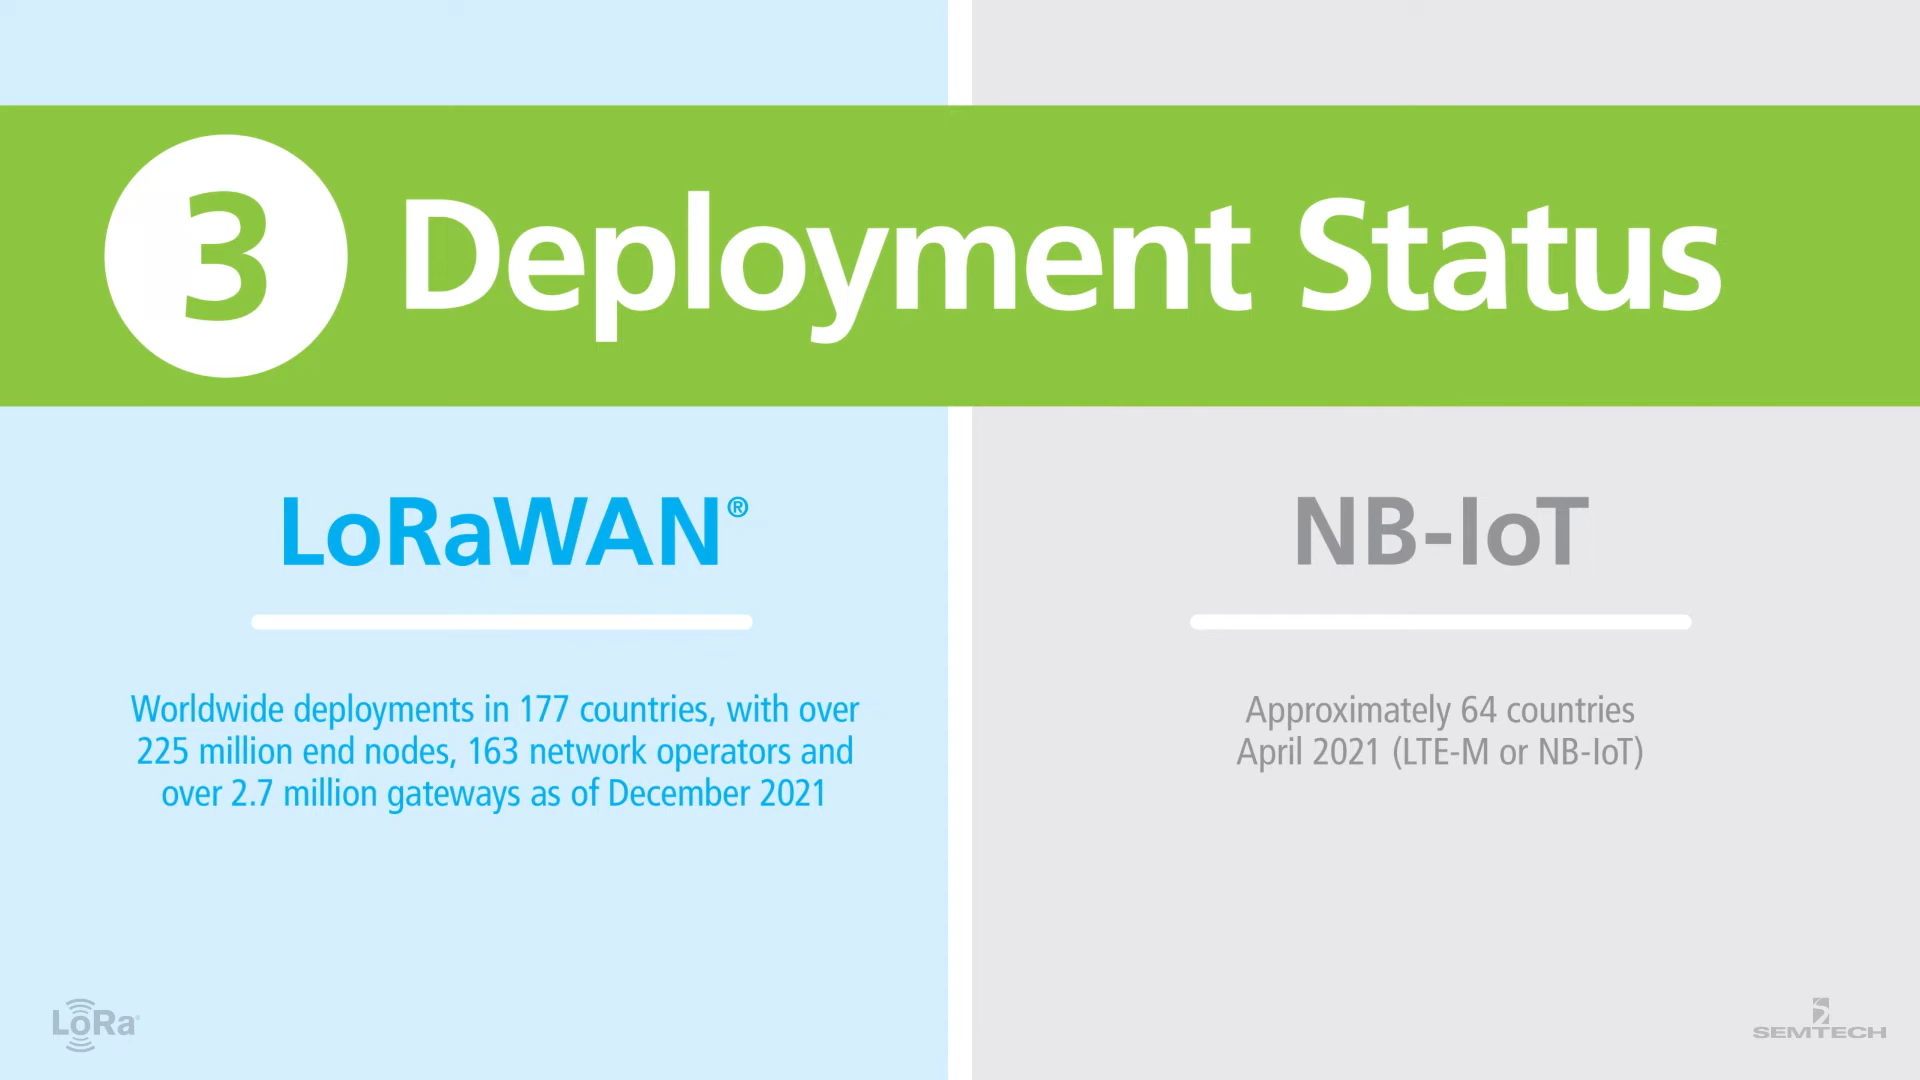 3 Deployment Status
LoRaWAN®
Worldwide deployments in 177 countries, with over
225 million end nodes, 163 network operators and
over 2.7 million gateways as of December 2021
NB-IoT
Approximately 64 countries
April 2021 (LTE-M or NB-IoT)
LoRa®
SEMTECH